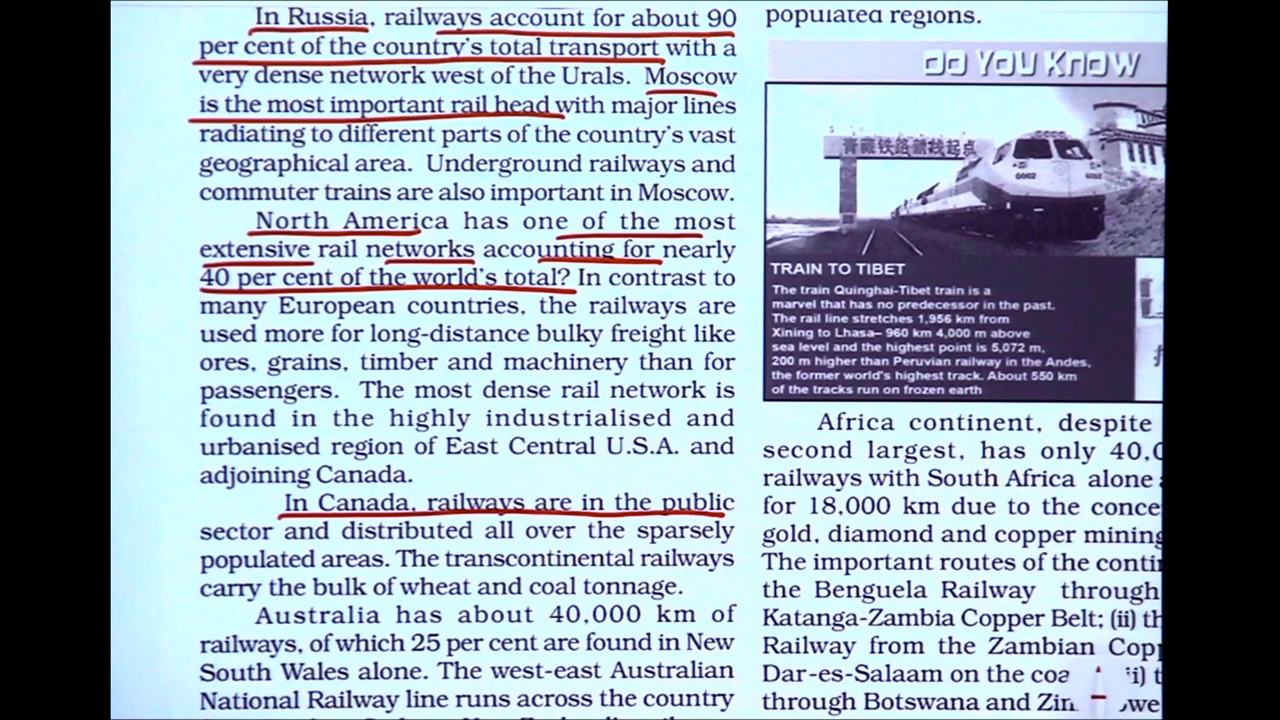 In Russia, railways account for about 90
per cent of the country's total transport with a
very dense network west of the Urals. Moscow
is the most important rail head with major lines
radiating to different parts of the country's vast
geographical area. Underground railways and
commuter trains are also important in Moscow.
North America has one of the most
extensive rail networks accounting for nearly
40 per cent of the world's total? In contrast to
many European countries, the railways are
used more for long-distance bulky freight like
ores, grains, timber and machinery than for
passengers. The most dense rail network is
found in the highly industrialised and
urbanised region of East Central U.S.A. and
adjoining Canada.
In Canada, railways are in the public
sector and distributed all over the sparsely
populated areas. The transcontinental railways
carry the bulk of wheat and coal tonnage.
Australia has about 40,000 km of
railways, of which 25 per cent are found in New
South Wales alone. The west-east Australian
National Railway line runs across the country
populated regions.
DO YOU KNOW
青藏铁路铺线起点
0002
TRAIN TO TIBET
The train Quinghai-Tibet train is a
marvel that has no predecessor in the past.
The rail line stretches 1,956 km from
Xining to Lhasa– 960 km 4,000 m above
sea level and the highest point is 5,072 m,
200 m higher than Peruvian railway in the Andes,
the former world's highest track. About 550 km
of the tracks run on frozen earth
Africa continent, despite
second largest, has only 40,0
railways with South Africa alone
for 18,000 km due to the conce
gold, diamond and copper mining
The important routes of the conti
the Benguela Railway through
Katanga-Zambia Copper Belt; (ii) th
Railway from the Zambian Copp
Dar-es-Salaam on the coa i) t
through Botswana and Zin we